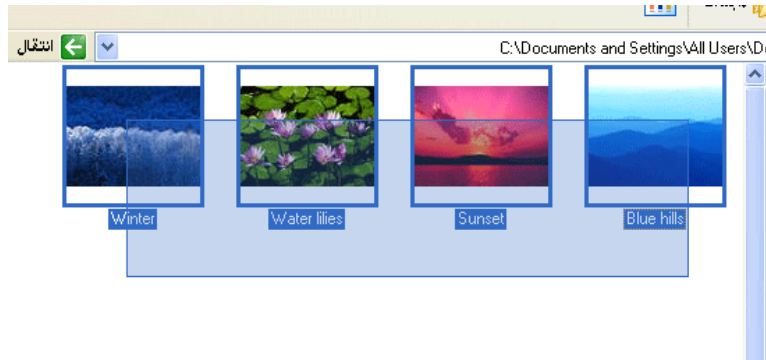 انتقال
C:\Documents and Settings\All Users\D
Winter Water lilies Sunset Blue hills